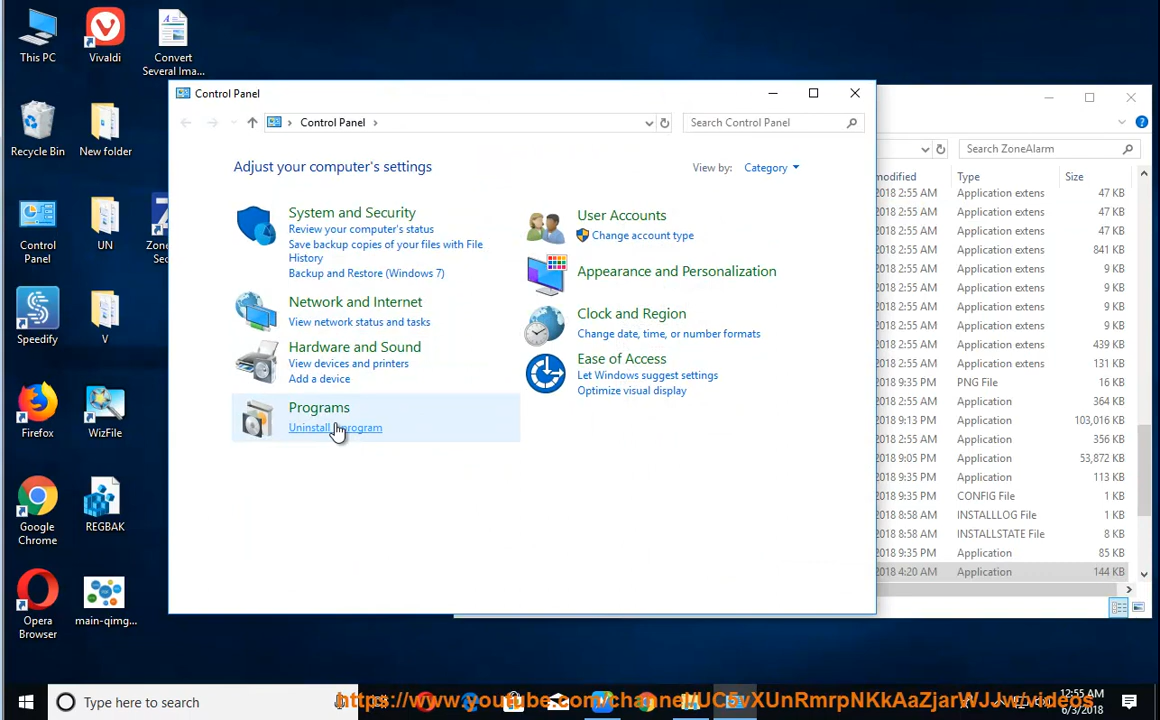 This PC
Vivaldi
Convert
Several Ima...
Recycle Bin
New folder
Control
Panel
UN
Zone
Sec
Speedify
V
Firefox
WizFile
Google
Chrome
REGBAK
Opera
Browser
main-qimg...
Control Panel
Control Panel
Search Control Panel
Adjust your computer's settings
View by: Category
System and Security
Review your computer's status
Save backup copies of your files with File
History
Backup and Restore (Windows 7)
Network and Internet
View network status and tasks
Hardware and Sound
View devices and printers
Add a device
Programs
Uninstall program
User Accounts
Change account type
Appearance and Personalization
Clock and Region
Change date, time, or number formats
Ease of Access
Let Windows suggest settings
Optimize visual display
Search ZoneAlarm
modified Type Size
2018 2:55 AM Application extens 47 KB
2018 2:55 AM Application extens 47 KB
2018 2:55 AM Application extens 47 KB
2018 2:55 AM Application extens 841 KB
2018 2:55 AM Application extens 9 KB
2018 2:55 AM Application extens 9 KB
2018 2:55 AM Application extens 9 KB
2018 2:55 AM Application extens 9 KB
2018 2:55 AM Application extens 439 KB
2018 2:55 AM Application extens 131 KB
2018 9:35 PM PNG File 16 KB
2018 2:55 AM Application 364 KB
2018 9:13 PM Application 103,016 KB
2018 2:55 AM Application 356 KB
2018 9:05 PM Application 53,872 KB
2018 9:35 PM Application 113 KB
2018 9:35 PM CONFIG File 1 KB
2018 8:58 AM INSTALLLOG File 1 KB
2018 8:58 AM INSTALLSTATE File 8 KB
2018 9:35 PM Application 85 KB
2018 4:20 AM Application 144 KB
Type here to search
https://www.youtube.com/channel/UC5vXUnRmrpNKkAaZjarWJJw/videos
12:55 AM
6/3/2018